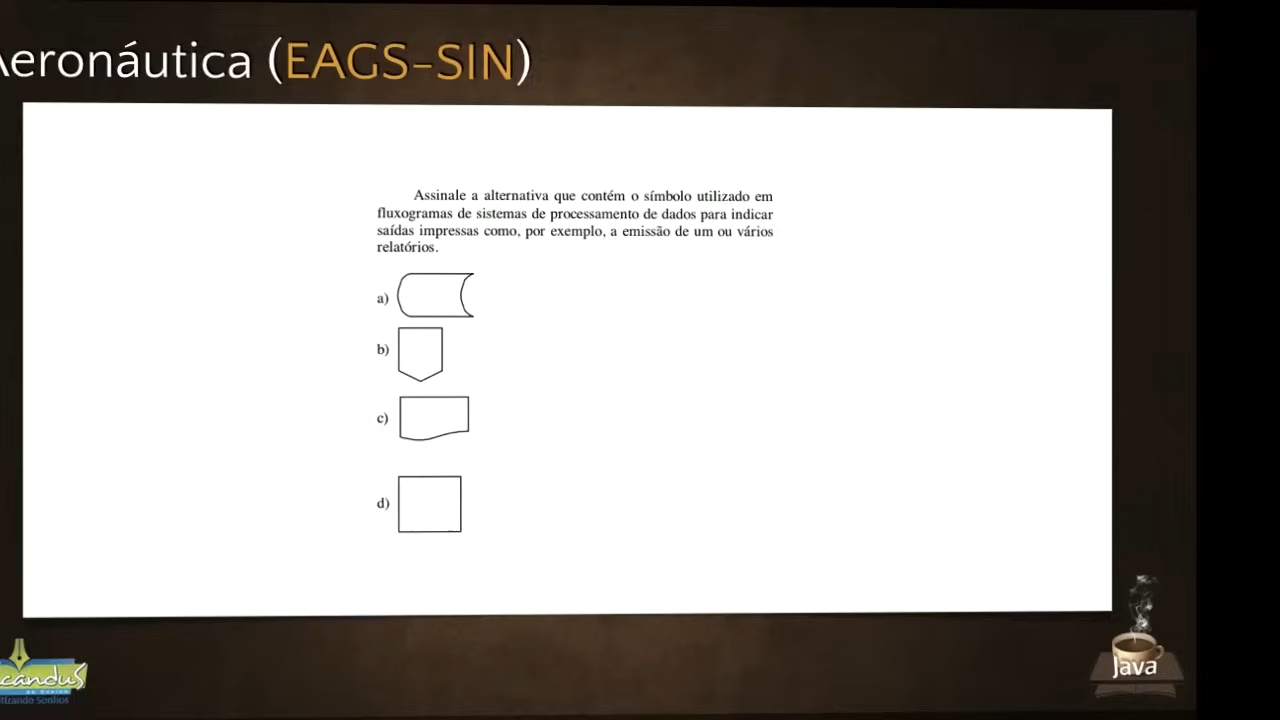 Aeronáutica (EAGS-SIN)
Assinale a alternativa que contém o símbolo utilizado em
fluxogramas de sistemas de processamento de dados para indicar
saídas impressas como, por exemplo, a emissão de um ou vários
relatórios.
a)
b)
c)
d)
Java